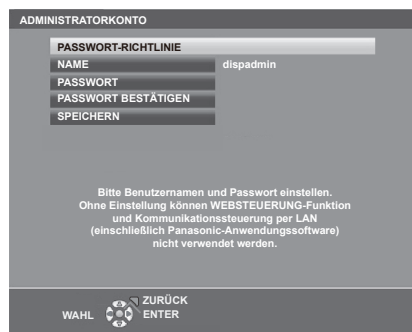 ADMINISTRATORKONTO
PASSWORT-RICHTLINIE
NAME dispadmin
PASSWORT
PASSWORT BESTÄTIGEN
SPEICHERN
Bitte Benutzernamen und Passwort einstellen.
Ohne Einstellung können WEBSTEUERUNG-Funktion
und Kommunikationssteuerung per LAN
(einschließlich Panasonic-Anwendungssoftware)
nicht verwendet werden.
ZURÜCK
WAHL ENTER